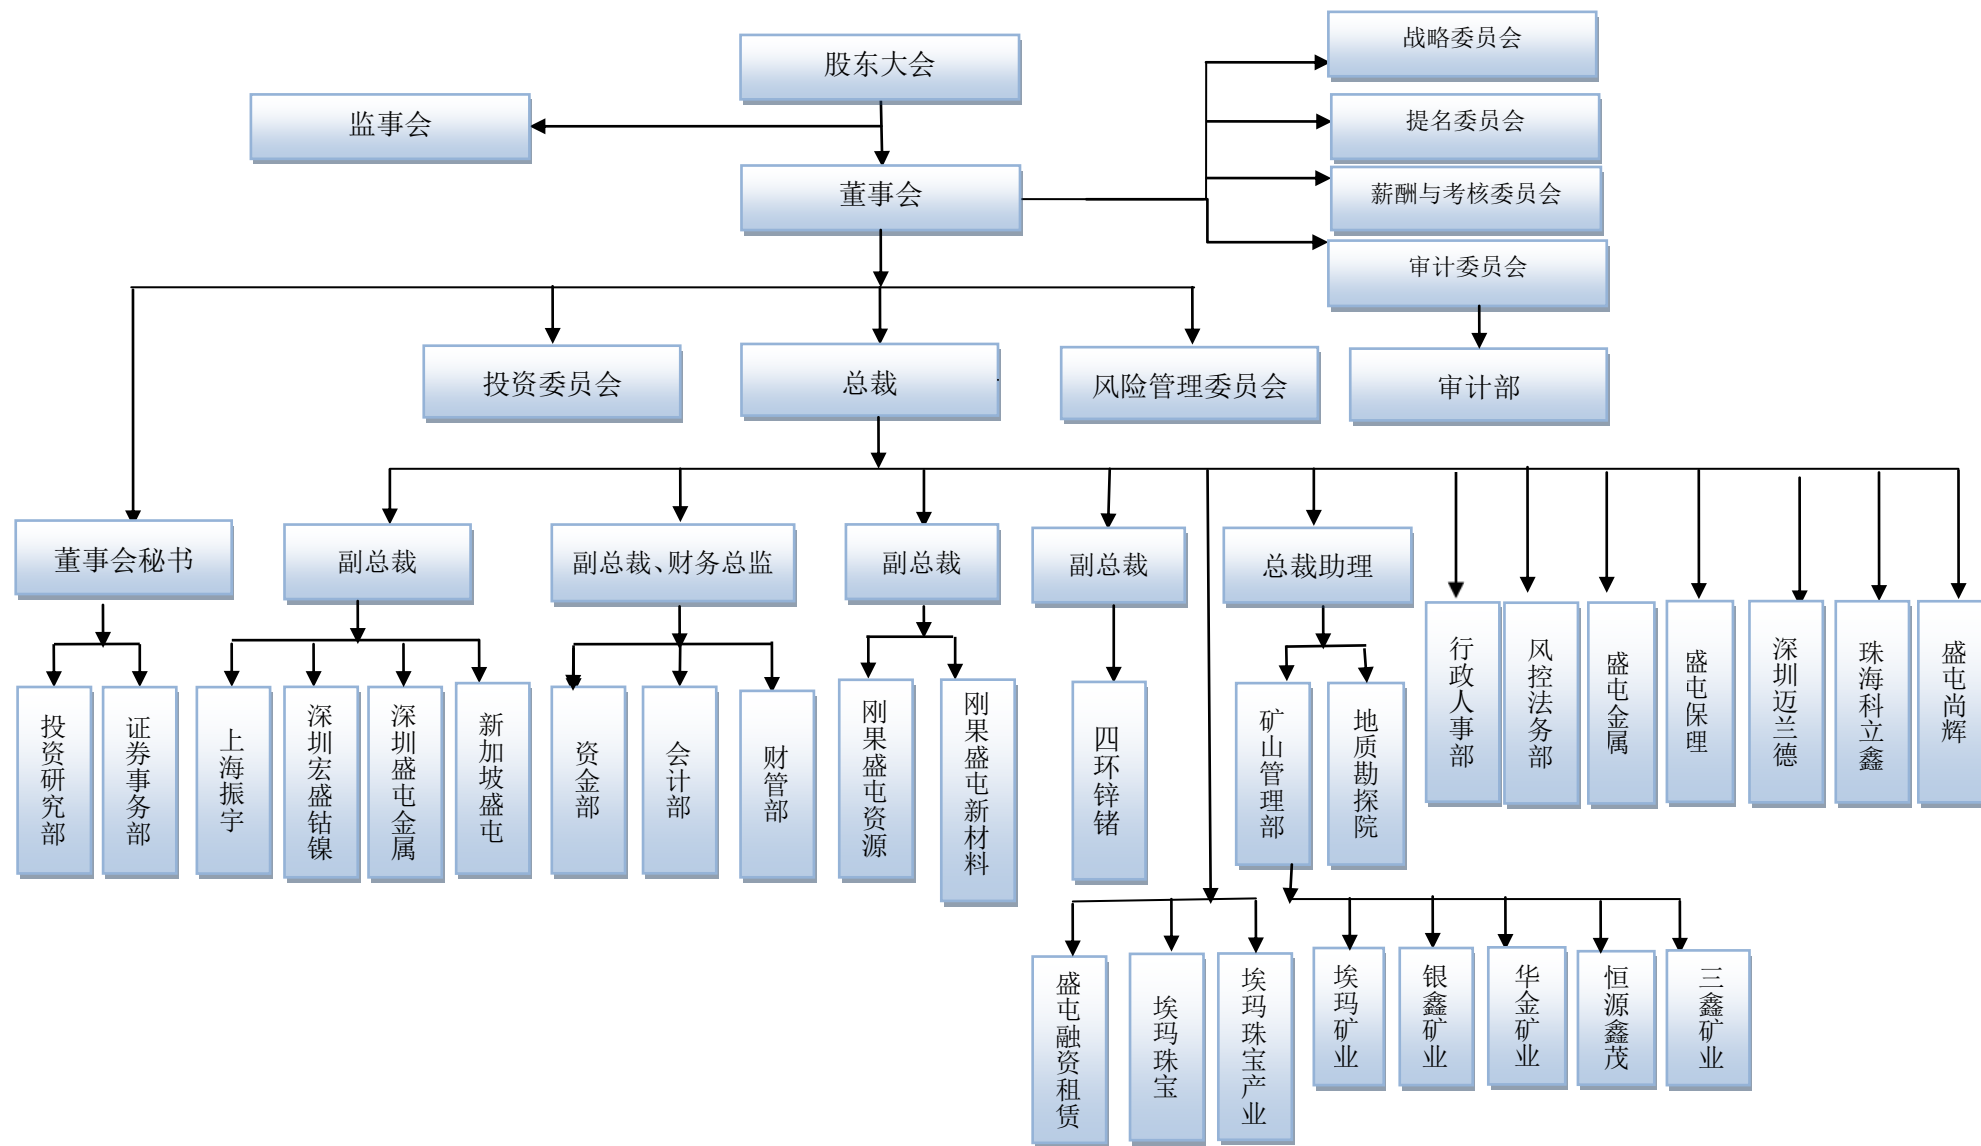 股东大会
监事会
董事会
战略委员会
提名委员会
薪酬与考核委员会
审计委员会
投资委员会
总裁
风险管理委员会
审计部
董事会秘书
副总裁
副总裁、财务总监
副总裁
副总裁
总裁助理
行政人事部
风控法务部
盛屯金属
盛屯保理
深圳迈兰德
珠海科立鑫
盛屯尚辉
投资研究部
证券事务部
上海振宇
深圳宏盛钴镍
深圳盛屯金属
新加坡盛屯
资金部
会计部
财管部
刚果盛屯资源
刚果盛屯新材料
四环锌锗
矿山管理部
地质勘探院
盛屯融资租赁
埃玛珠宝
埃玛珠宝产业
埃玛矿业
银鑫矿业
华金矿业
恒源鑫茂
三鑫矿业